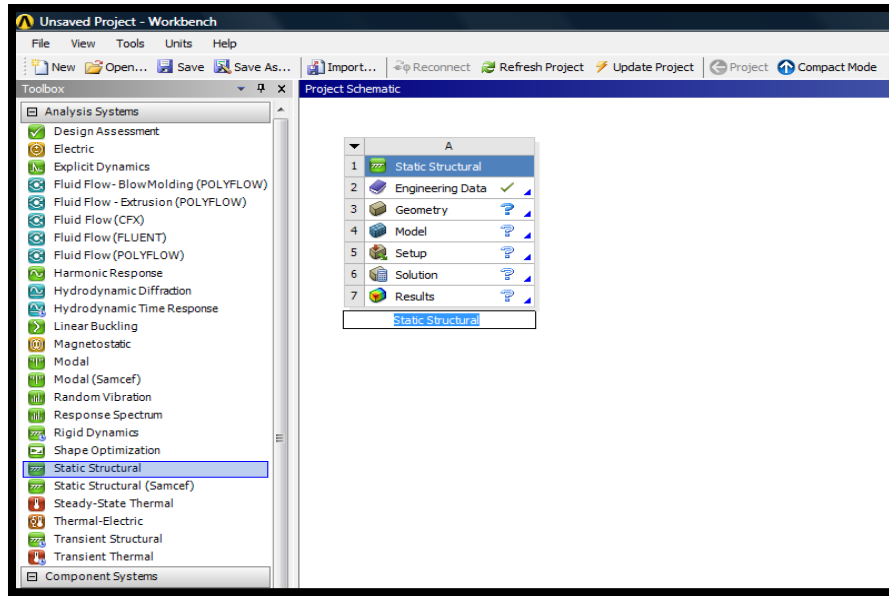 Unsaved Project - Workbench
File View Tools Units Help
New Open... Save Save As... Import... Reconnect Refresh Project Update Project Project Compact Mode
Toolbox
Project Schematic
Analysis Systems
Design Assessment
Electric
Explicit Dynamics
Fluid Flow- BlowMolding (POLYFLOW)
Fluid Flow - Extrusion (POLYFLOW)
Fluid Flow (CFX)
Fluid Flow (FLUENT)
Fluid Flow (POLYFLOW)
Harmonic Response
Hydrodynamic Diffraction
Hydrodynamic Time Response
Linear Buckling
Magnetostatic
Modal
Modal (Samcef)
Random Vibration
Response Spectrum
Rigid Dynamics
Shape Optimization
Static Structural
Static Structural (Samcef)
Steady-State Thermal
Thermal-Electric
Transient Structural
Transient Thermal
Component Systems
A
1 Static Structural
2 Engineering Data
3 Geometry
4 Model
5 Setup
6 Solution
7 Results
Static Structural